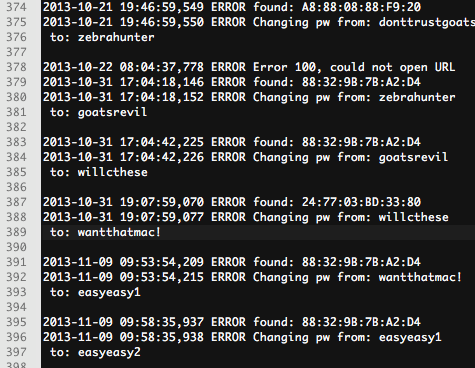 374 2013-10-21 19:46:59,549 ERROR found: A8:88:08:88:F9:20
375 2013-10-21 19:46:59,550 ERROR Changing pw from: donttrustgoats
376 to: zebrahunter
377
378 2013-10-22 08:04:37,778 ERROR Error 100, could not open URL
379 2013-10-31 17:04:18,146 ERROR found: 88:32:9B:7B:A2:D4
380 2013-10-31 17:04:18,152 ERROR Changing pw from: zebrahunter
381 to: goatsrevil
382
383 2013-10-31 17:04:42,225 ERROR found: 88:32:9B:7B:A2:D4
384 2013-10-31 17:04:42,226 ERROR Changing pw from: goatsrevil
385 to: willcthese
386
387 2013-10-31 19:07:59,070 ERROR found: 24:77:03:BD:33:80
388 2013-10-31 19:07:59,077 ERROR Changing pw from: willcthese
389 to: wantthatmac!
390
391 2013-11-09 09:53:54,209 ERROR found: 88:32:9B:7B:A2:D4
392 2013-11-09 09:53:54,215 ERROR Changing pw from: wantthatmac!
393 to: easyeasy1
394
395 2013-11-09 09:58:35,937 ERROR found: 88:32:9B:7B:A2:D4
396 2013-11-09 09:58:35,938 ERROR Changing pw from: easyeasy1
397 to: easyeasy2
398